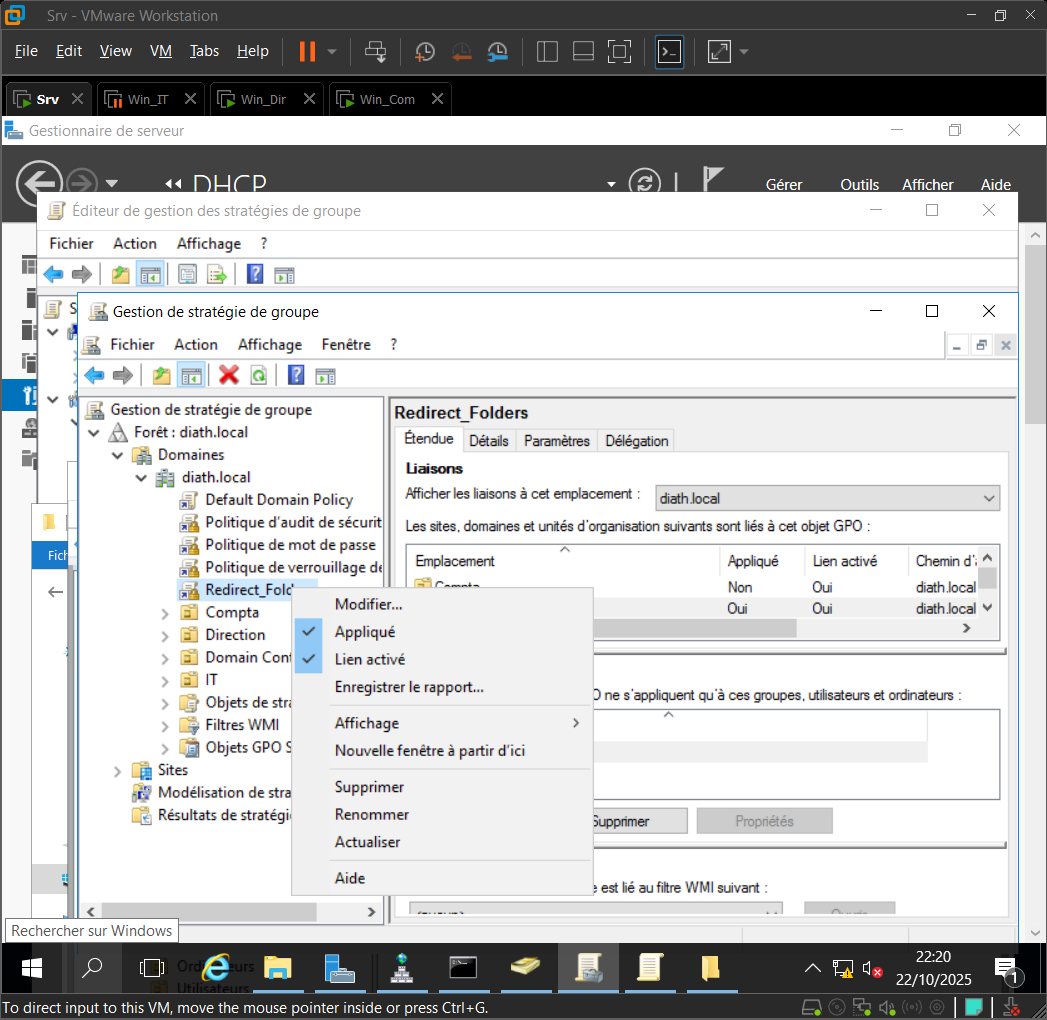 Srv - VMware Workstation
File Edit View VM Tabs Help
Srv Win_IT Win_Dir Win_Com
Gestionnaire de serveur
DHCP
Gérer Outils Afficher Aide
Éditeur de gestion des stratégies de groupe
Fichier Action Affichage ?
S
Gestion de stratégie de groupe
Fichier Action Affichage Fenêtre ?
Gestion de stratégie de groupe
Forêt : diath.local
Domaines
diath.local
Default Domain Policy
Politique d'audit de sécurit
Politique de mot de passe
Politique de verrouillage de
Redirect_Fold
Compta
Direction
Domain Cont
IT
Objets de stra
Filtres WMI
Objets GPO S
Sites
Modélisation de stra
Résultats de stratégi
Redirect_Folders
Étendue Détails Paramètres Délégation
Liaisons
Afficher les liaisons à cet emplacement : diath.local
Les sites, domaines et unités d'organisation suivants sont liés à cet objet GPO :
Emplacement Appliqué Lien activé Chemin d'a
Compta Non Oui diath.local
Oui Oui diath.local
O ne s'appliquent qu'à ces groupes, utilisateurs et ordinateurs :
Supprimer Propriétés
e est lié au filtre WMI suivant :
Modifier...
Appliqué
Lien activé
Enregistrer le rapport...
Affichage
Nouvelle fenêtre à partir d'ici
Supprimer
Renommer
Actualiser
Aide
Fich
Rechercher sur Windows
Ordinateurs
Utilisateurs
22:20
22/10/2025
1
To direct input to this VM, move the mouse pointer inside or press Ctrl+G.